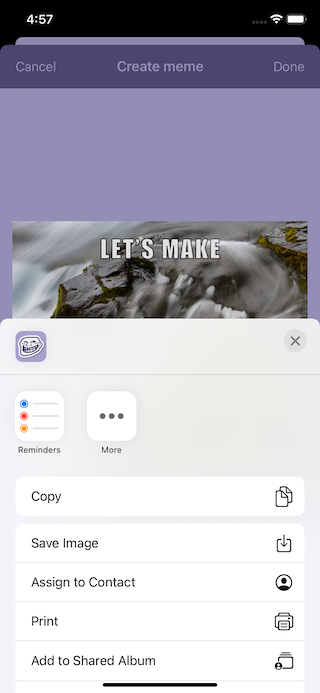 4:57
Cancel
Create meme
Done
LET'S MAKE
Reminders
More
Copy
Save Image
Assign to Contact
Print
Add to Shared Album